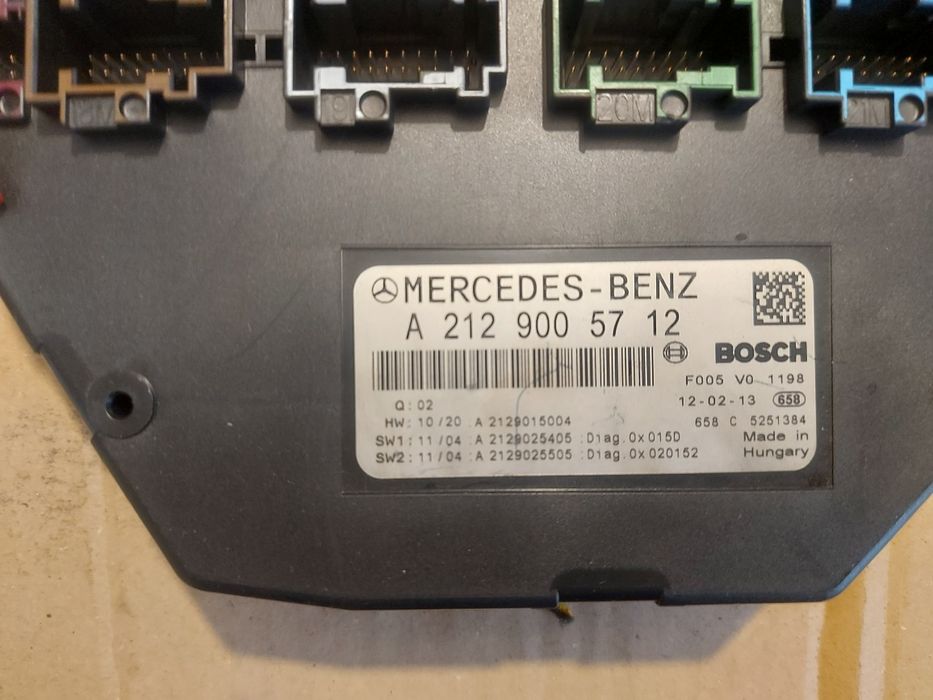 20M
MERCEDES-BENZ
A 212 900 57 12
BOSCH
F005 V0 1198
12-02-13 658
Q: 02
HW: 10/20 :A 2129015004
658 C 5251384
SW1: 11/04 :A 2129025405 :Diag.0x015D
Made in
SW2: 11/04 :A 2129025505 :Diag.0x020152
Hungary